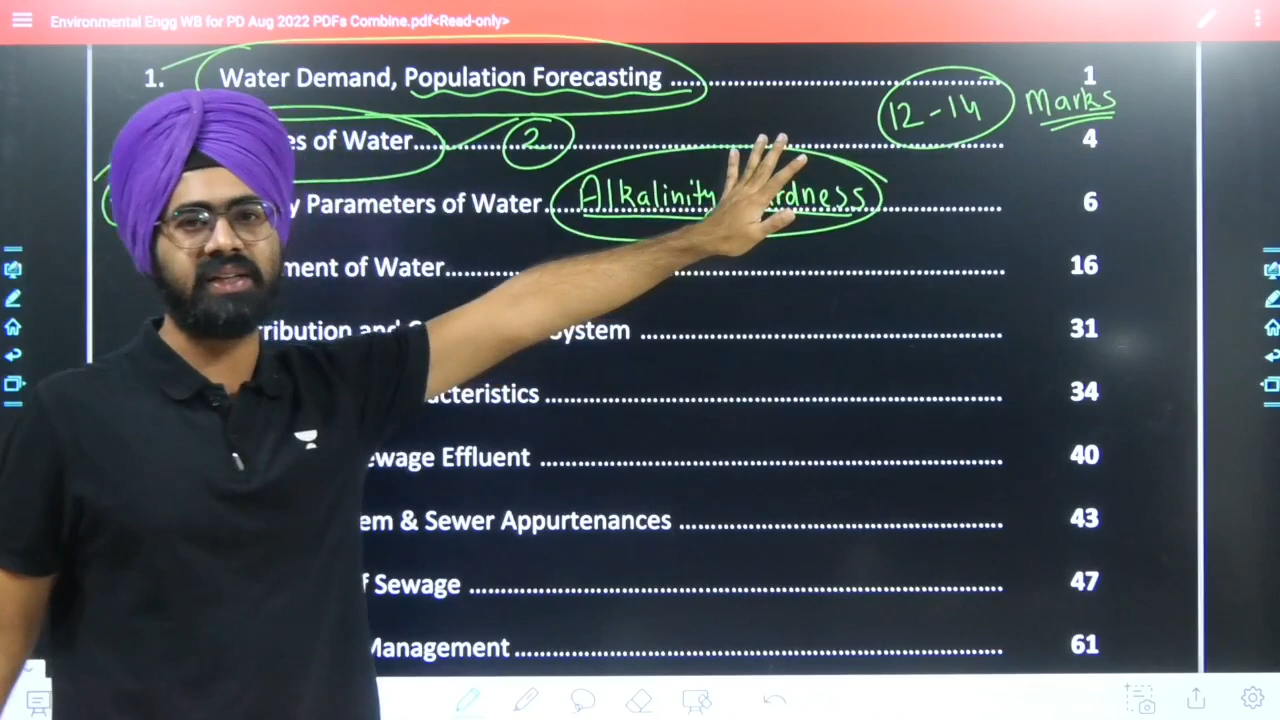 Environmental Engg WB for PD Aug 2022 PDFs Combine.pdf<Read-only>
1. Water Demand, Population Forecasting 1
12-14 Marks
es of Water 2 4
y Parameters of Water Alkalinity rdness 6
ment of Water 16
tribution and System 31
acteristics 34
ewage Effluent 40
em & Sewer Appurtenances 43
f Sewage 47
Management 61